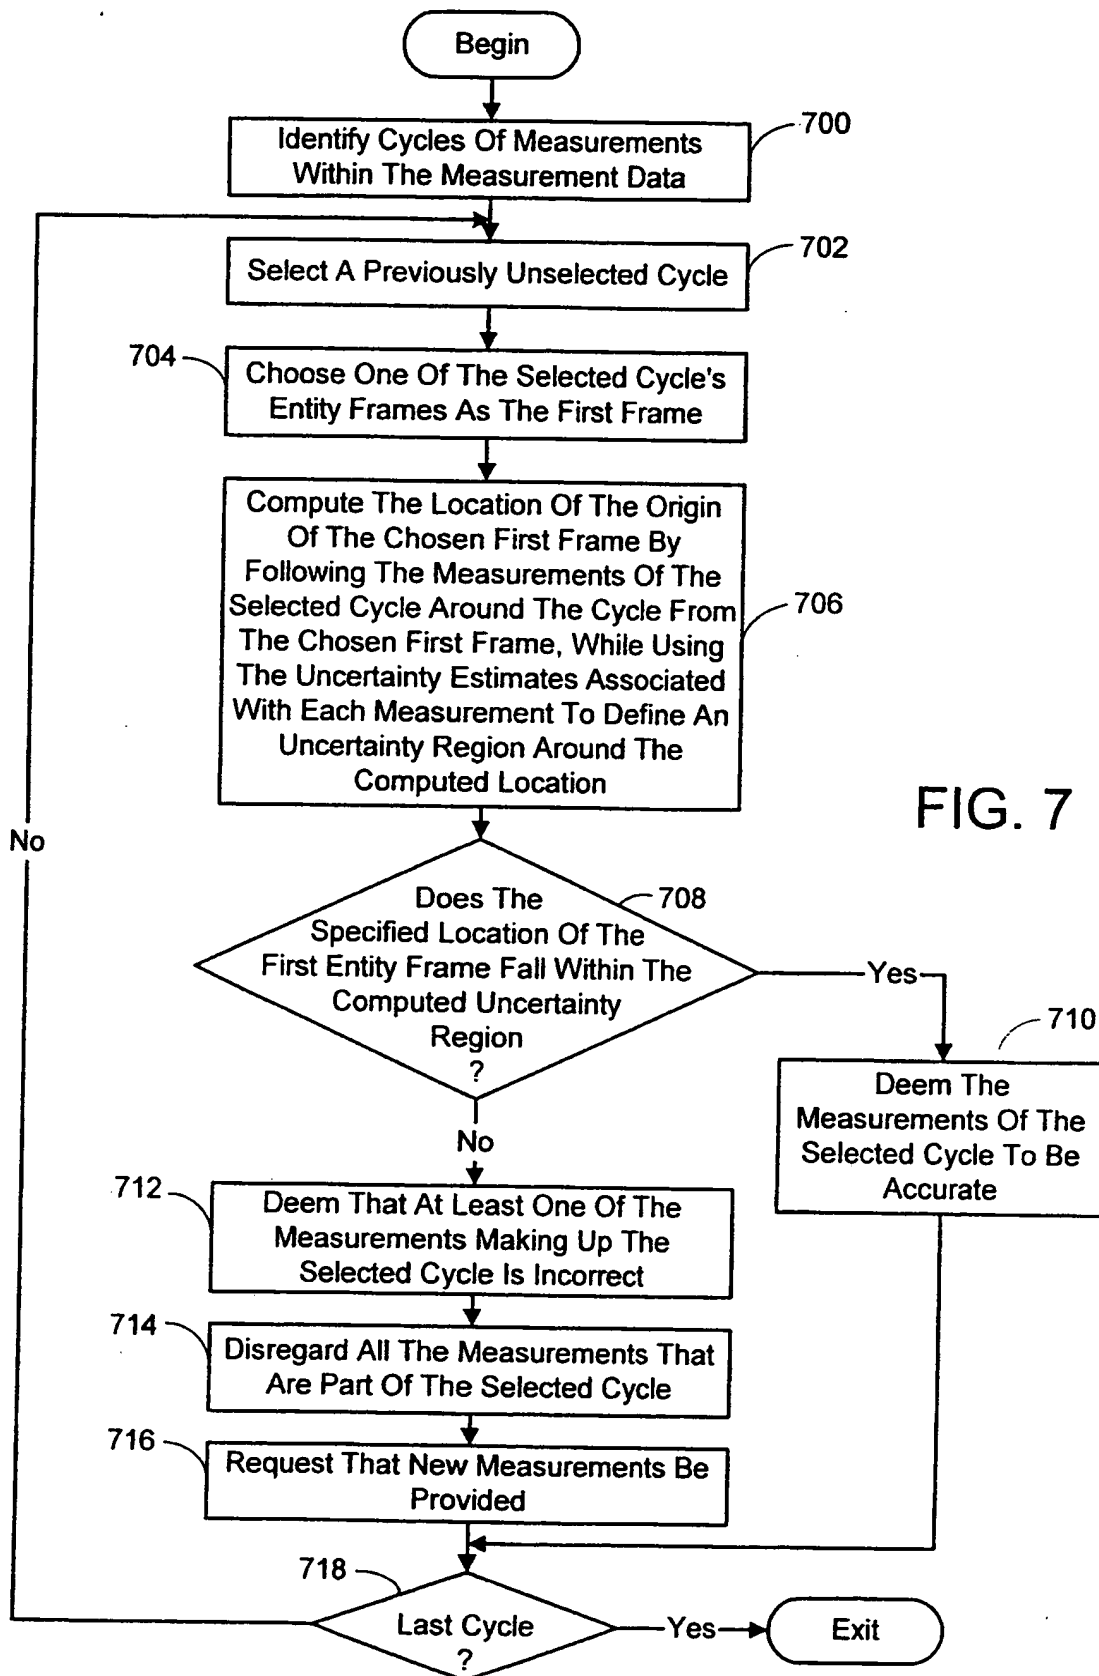 Begin
700
Identify Cycles Of Measurements
Within The Measurement Data
702
Select A Previously Unselected Cycle
704
Choose One Of The Selected Cycle's
Entity Frames As The First Frame
Compute The Location Of The Origin
Of The Chosen First Frame By
Following The Measurements Of The
Selected Cycle Around The Cycle From
The Chosen First Frame, While Using
The Uncertainty Estimates Associated
With Each Measurement To Define An
Uncertainty Region Around The
Computed Location
706
FIG. 7
No
708
Does The
Specified Location Of The
First Entity Frame Fall Within The
Computed Uncertainty
Region
?
Yes
710
Deem The
Measurements Of The
Selected Cycle To Be
Accurate
No
712
Deem That At Least One Of The
Measurements Making Up The
Selected Cycle Is Incorrect
714
Disregard All The Measurements That
Are Part Of The Selected Cycle
716
Request That New Measurements Be
Provided
718
Last Cycle
?
Yes
Exit